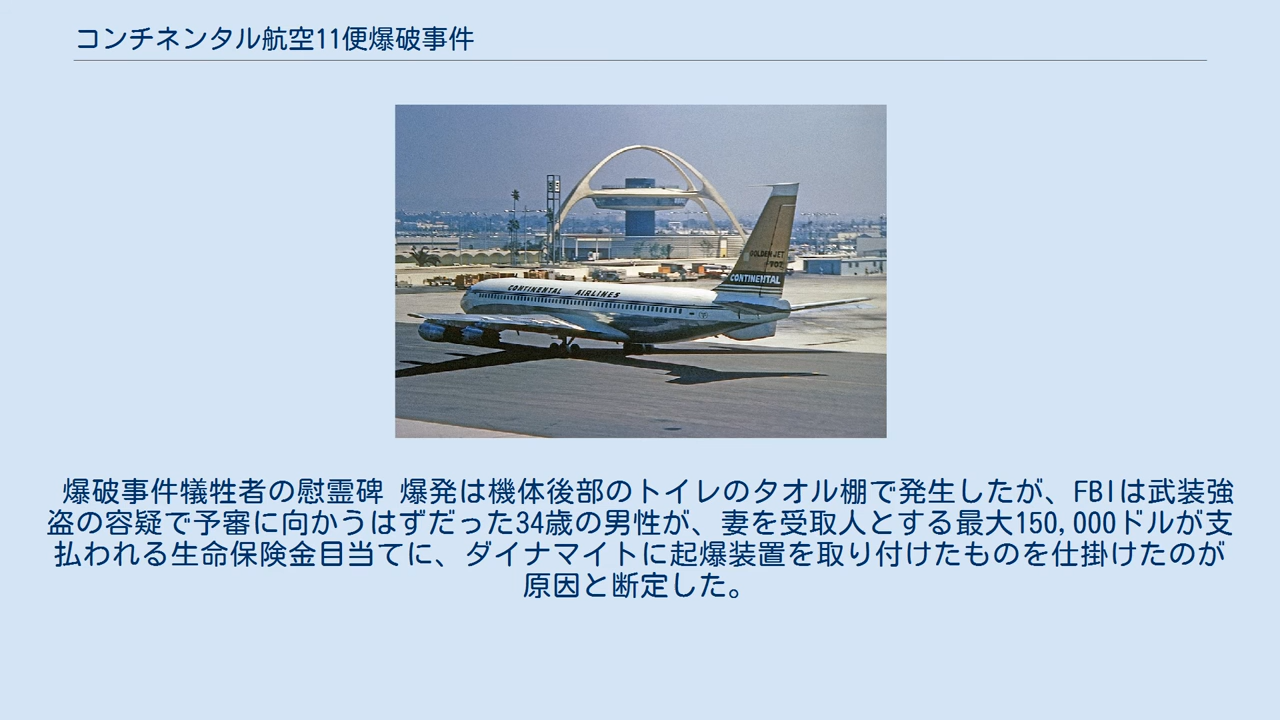 コンチネンタル航空11便爆破事件
CONTINENTAL AIRLINES
GOLDEN JET
CONTINENTAL
爆破事件犠牲者の慰霊碑 爆発は機体後部のトイレのタオル棚で発生したが、FBIは武装強
盗の容疑で予審に向かうはずだった34歳の男性が、妻を受取人とする最大150,000ドルが支
払われる生命保険金目当てに、ダイナマイトに起爆装置を取り付けたものを仕掛けたのが
原因と断定した。